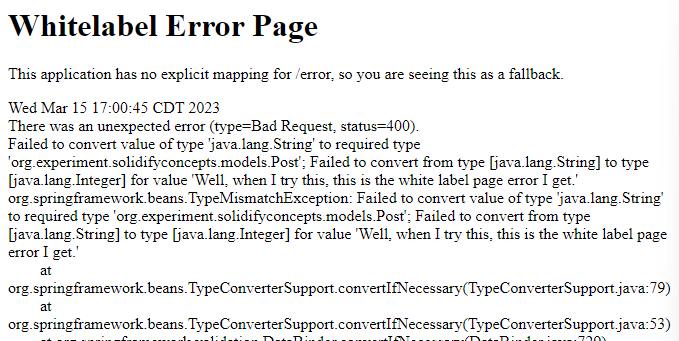 Whitelabel Error Page
This application has no explicit mapping for /error, so you are seeing this as a fallback.
Wed Mar 15 17:00:45 CDT 2023
There was an unexpected error (type=Bad Request, status=400).
Failed to convert value of type 'java.lang.String' to required type
'org.experiment.solidifyconcepts.models.Post'; Failed to convert from type [java.lang.String] to type
[java.lang.Integer] for value 'Well, when I try this, this is the white label page error I get.'
org.springframework.beans.TypeMismatchException: Failed to convert value of type 'java.lang.String'
to required type 'org.experiment.solidifyconcepts.models.Post'; Failed to convert from type
[java.lang.String] to type [java.lang.Integer] for value 'Well, when I try this, this is the white label page
error I get.'
at
org.springframework.beans.TypeConverterSupport.convertIfNecessary(TypeConverterSupport.java:79)
at
org.springframework.beans.TypeConverterSupport.convertIfNecessary(TypeConverterSupport.java:53)